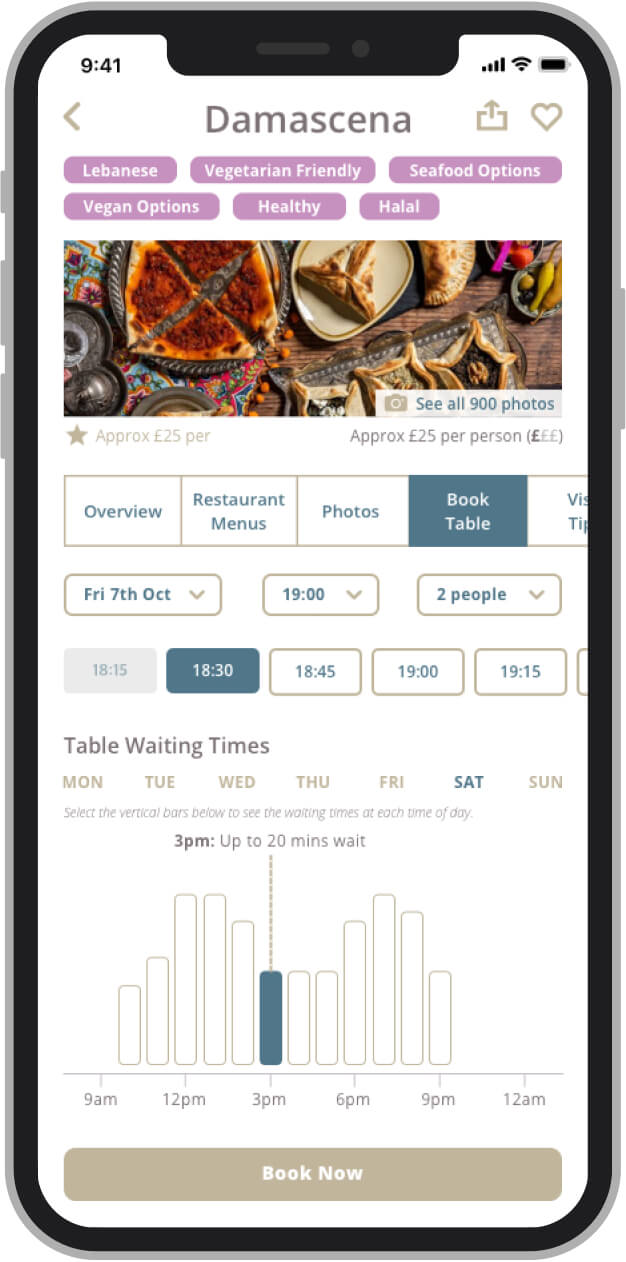 9:41
Damascena
Lebanese Vegetarian Friendly Seafood Options
Vegan Options Healthy Halal
See all 900 photos
Approx £25 per Approx £25 per person (£££)
Overview Restaurant Menus Photos Book Table Vis Tip
Fri 7th Oct 19:00 2 people
18:15 18:30 18:45 19:00 19:15
Table Waiting Times
MON TUE WED THU FRI SAT SUN
Select the vertical bars below to see the waiting times at each time of day.
3pm: Up to 20 mins wait
9am 12pm 3pm 6pm 9pm 12am
Book Now